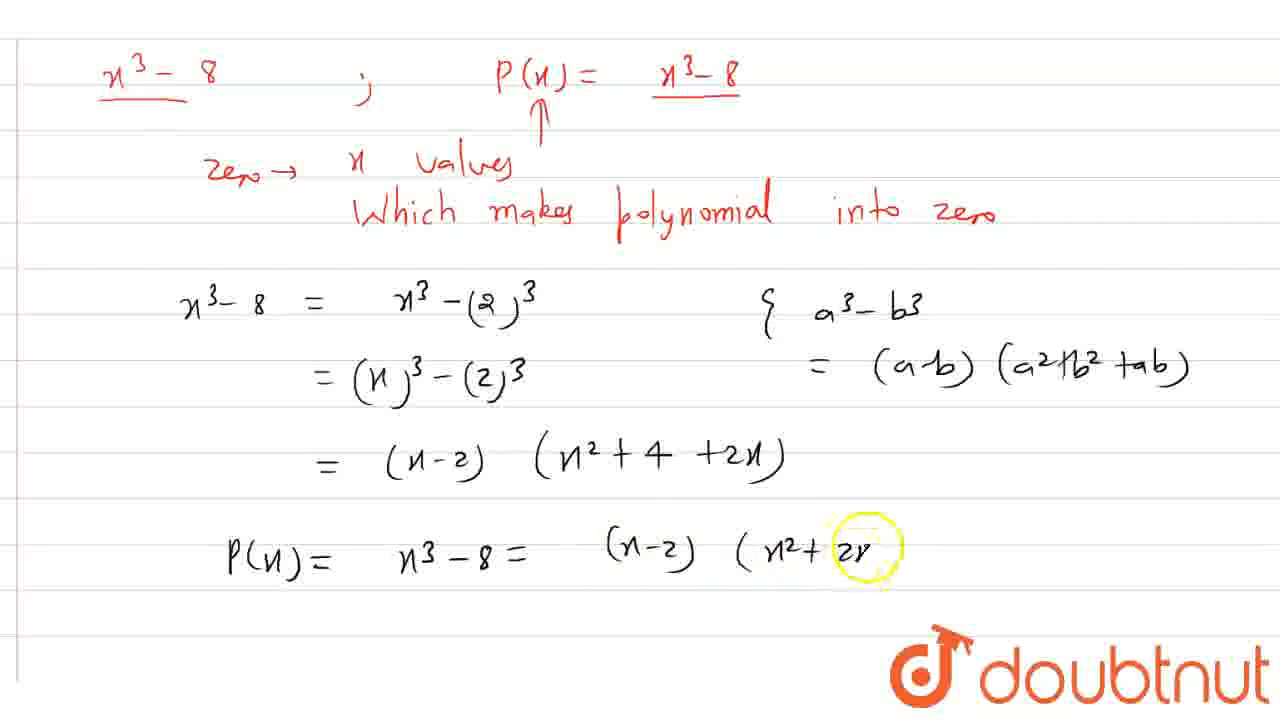 x³ - 8 ; P(x) = x³ - 8
↑
zero → x values
Which makes polynomial into zero
x³ - 8 = x³ - (2)³ { a³ - b³
= (x)³ - (2)³ = (a-b) (a²+b² +ab)
= (x-2) (x² + 4 + 2x)
P(x) = x³ - 8 = (x-2) (x² + 2x
doubtnut